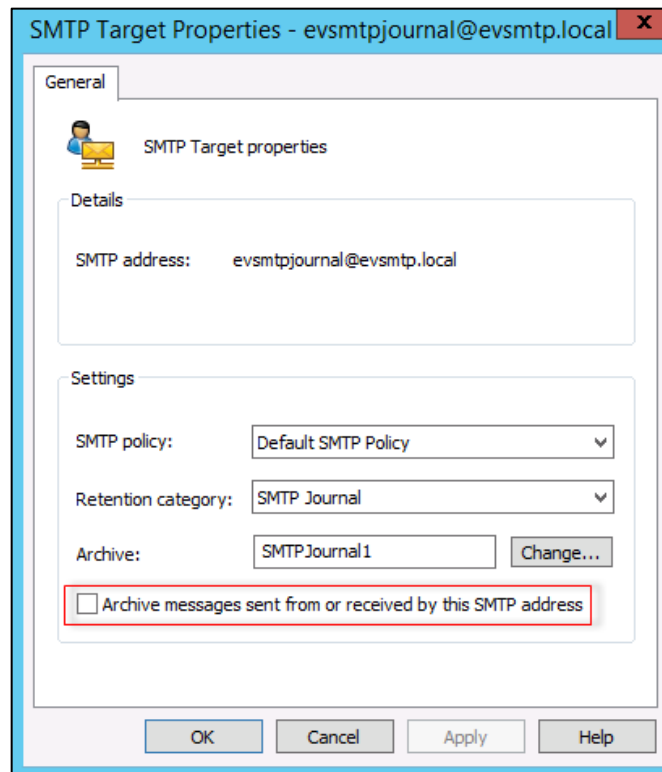 SMTP Target Properties - evsmtpjournal@evsmtp.local x
General
SMTP Target properties
Details
SMTP address: evsmtpjournal@evsmtp.local
Settings
SMTP policy: Default SMTP Policy
Retention category: SMTP Journal
Archive: SMTPJournal1 Change...
Archive messages sent from or received by this SMTP address
OK Cancel Apply Help